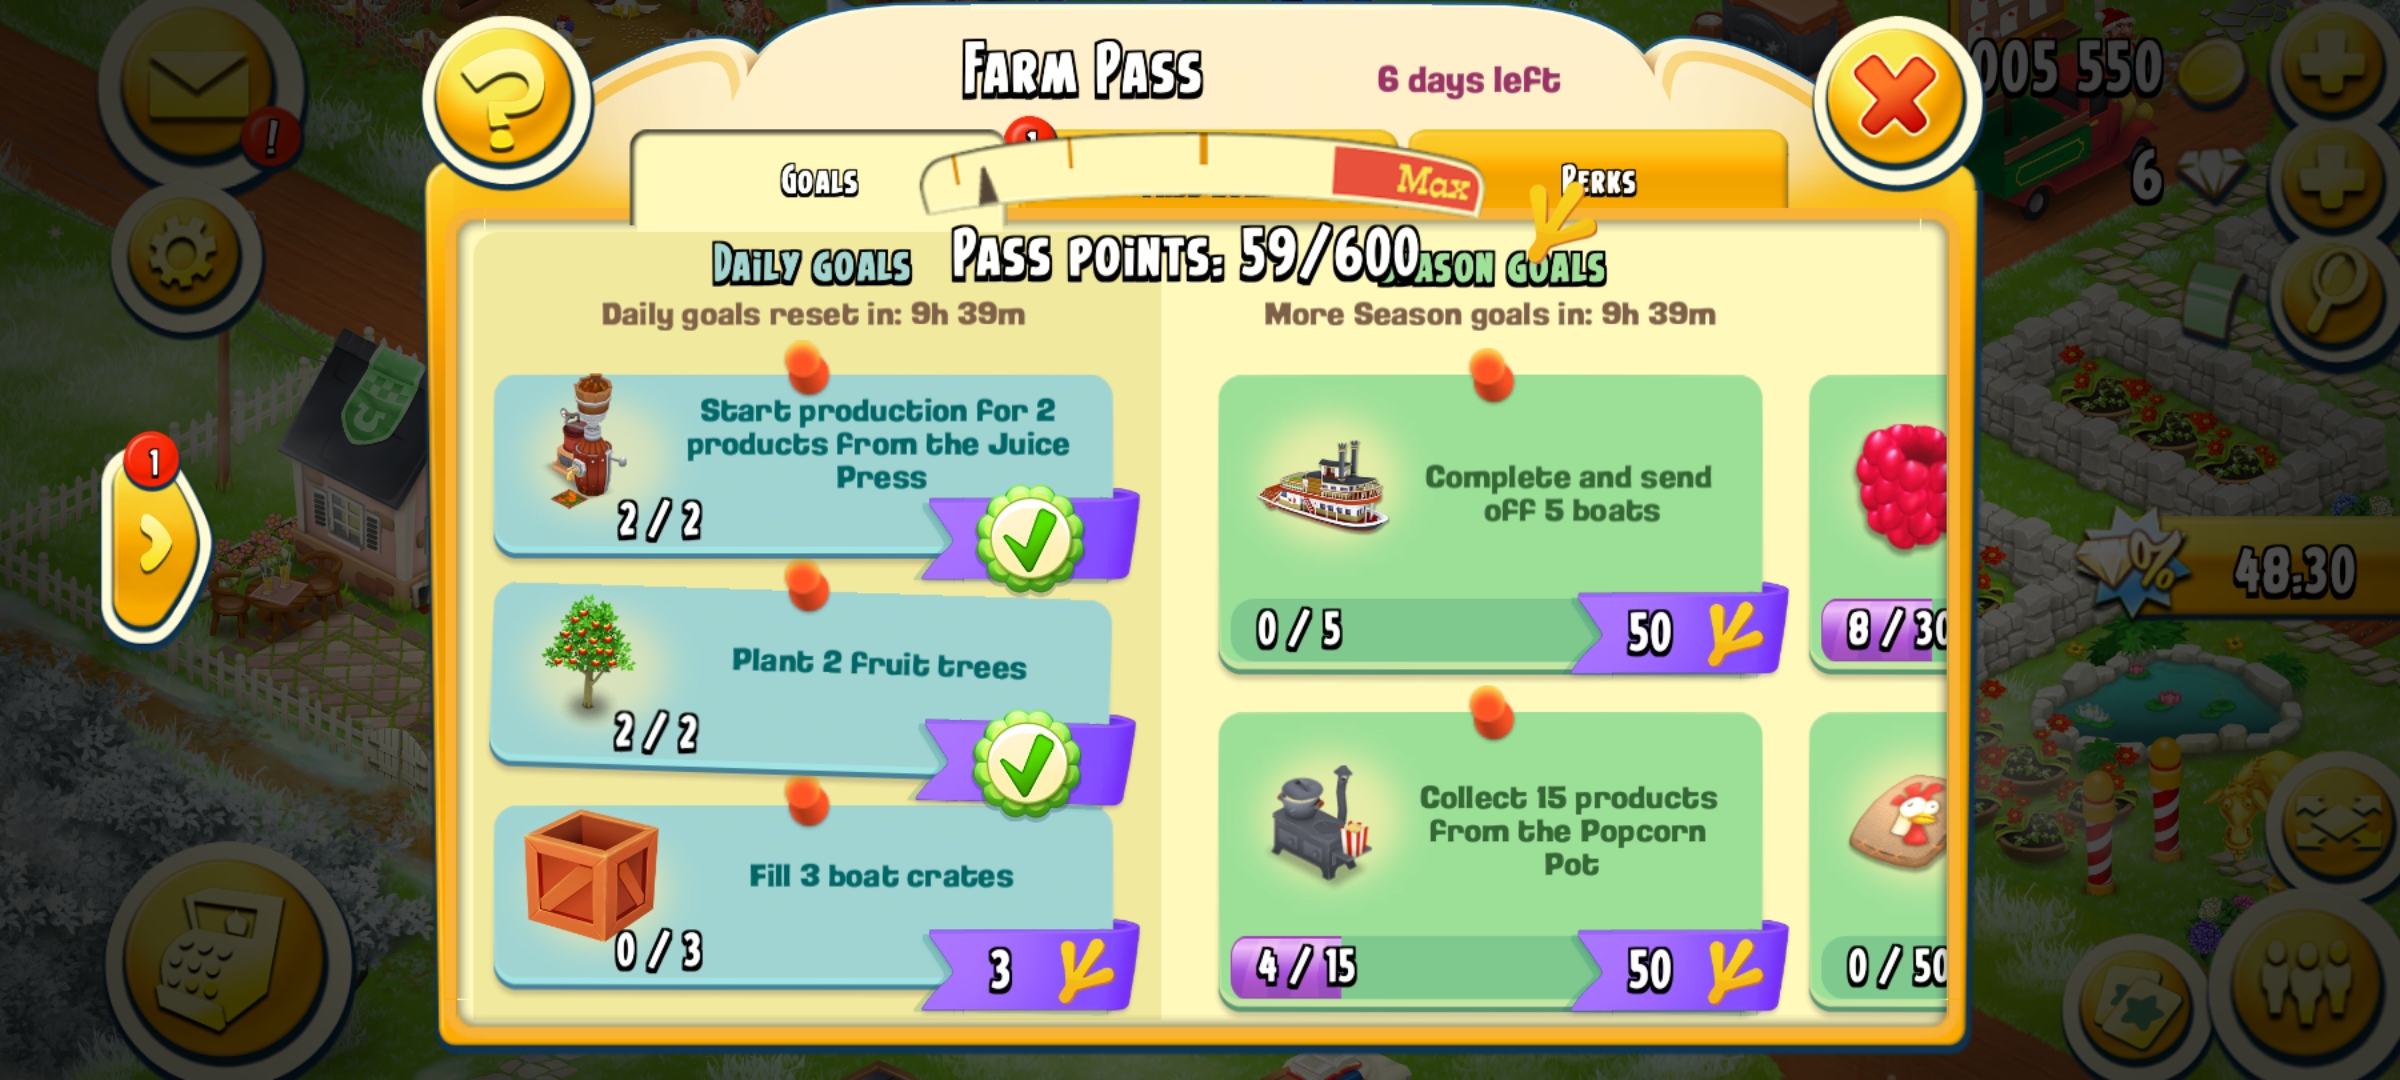 FARM PASS
6 days left
005 550
6
!
1
GOALS
1
Max
PERKS
PASS POINTS: 59/600
DAILY GOALS
ASON GOALS
Daily goals reset in: 9h 39m
More Season goals in: 9h 39m
Start production for 2
products from the Juice
Press
2 / 2
Plant 2 fruit trees
2 / 2
Fill 3 boat crates
0 / 3
3
Complete and send
off 5 boats
0 / 5
50
8 / 30
Collect 15 products
from the Popcorn
Pot
4 / 15
50
0 / 50
%
48:30